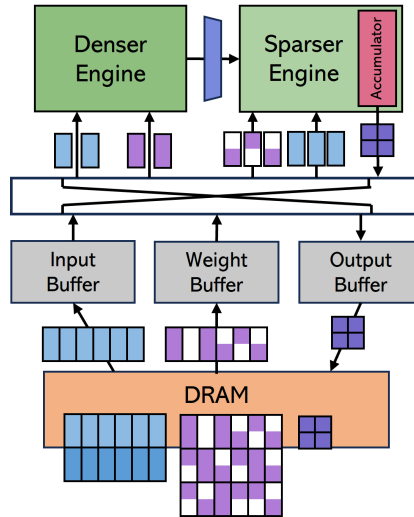 Denser
Engine
Sparser
Engine
Accumulator
Input
Buffer
Weight
Buffer
Output
Buffer
DRAM